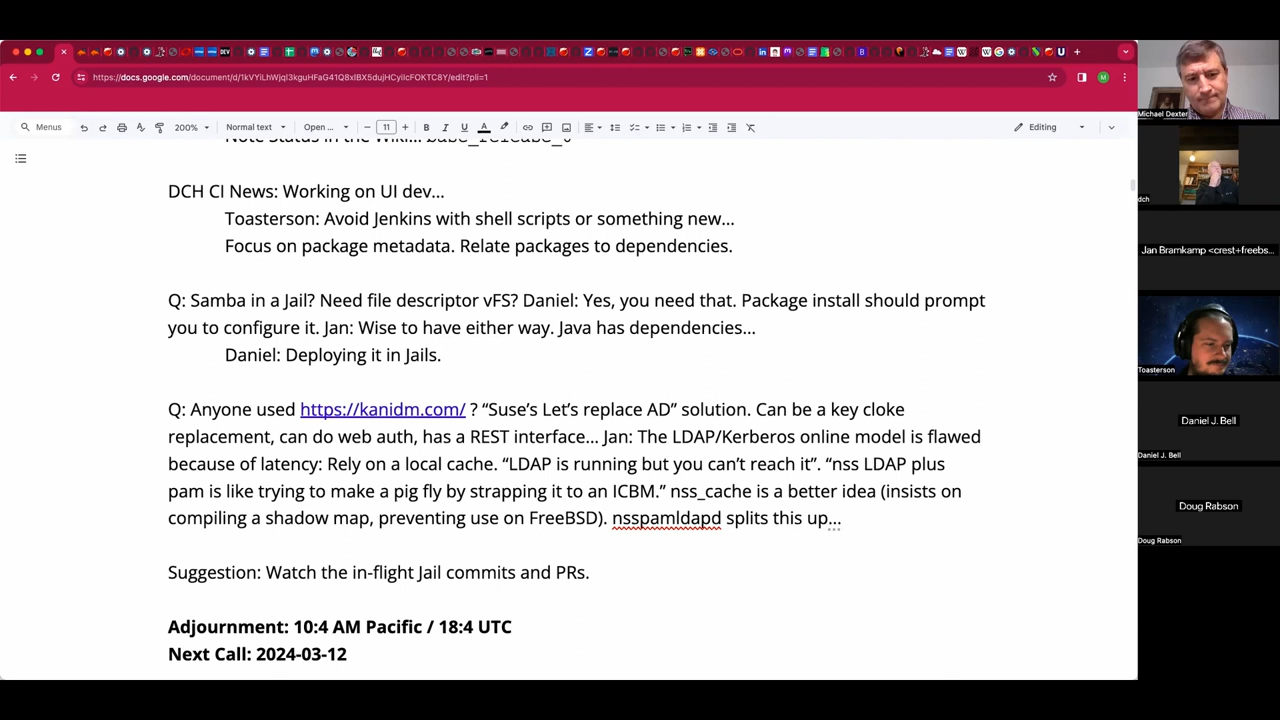 https://docs.google.com/document/d/1kVYiLhWjqI3kguHFaG41Q8xIBX5dujHCyiIcFOKTC8Y/edit?pli=1
Menus
200%
Normal text
Open ...
11
Editing
Note Status in the Wiki... base_release_0
DCH CI News: Working on UI dev…
Toasterson: Avoid Jenkins with shell scripts or something new…
Focus on package metadata. Relate packages to dependencies.
Q: Samba in a Jail? Need file descriptor vFS? Daniel: Yes, you need that. Package install should prompt
you to configure it. Jan: Wise to have either way. Java has dependencies…
Daniel: Deploying it in Jails.
Q: Anyone used https://kanidm.com/ ? “Suse’s Let’s replace AD” solution. Can be a key cloke
replacement, can do web auth, has a REST interface… Jan: The LDAP/Kerberos online model is flawed
because of latency: Rely on a local cache. “LDAP is running but you can’t reach it”. “nss LDAP plus
pam is like trying to make a pig fly by strapping it to an ICBM.” nss_cache is a better idea (insists on
compiling a shadow map, preventing use on FreeBSD). nsspamldapd splits this up…
Suggestion: Watch the in-flight Jail commits and PRs.
Adjournment: 10:4 AM Pacific / 18:4 UTC
Next Call: 2024-03-12
Michael Dexter
dch
Jan Bramkamp <crest+freebs...
Toasterson
Daniel J. Bell
Daniel J. Bell
Doug Rabson
Doug Rabson